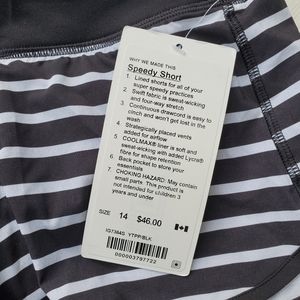 WHY WE MADE THIS
Speedy Short
1 Lined shorts for all of your
super speedy practices
2 Swift fabric is sweat-wicking
and four-way stretch
3 Continuous drawcord is easy to
cinch and won't get lost in the
wash
4 Strategically placed vents
added for airflow
5 COOLMAX® liner is soft and
sweat-wicking with added Lycra®
fibre for shape retention
6 Back pocket to store your
essentials
7 CHOKING HAZARD: May contain
small parts. This product is
not intended for children 3
years and under
SIZE 14 $46.00
YTPP/BLK
000003797722